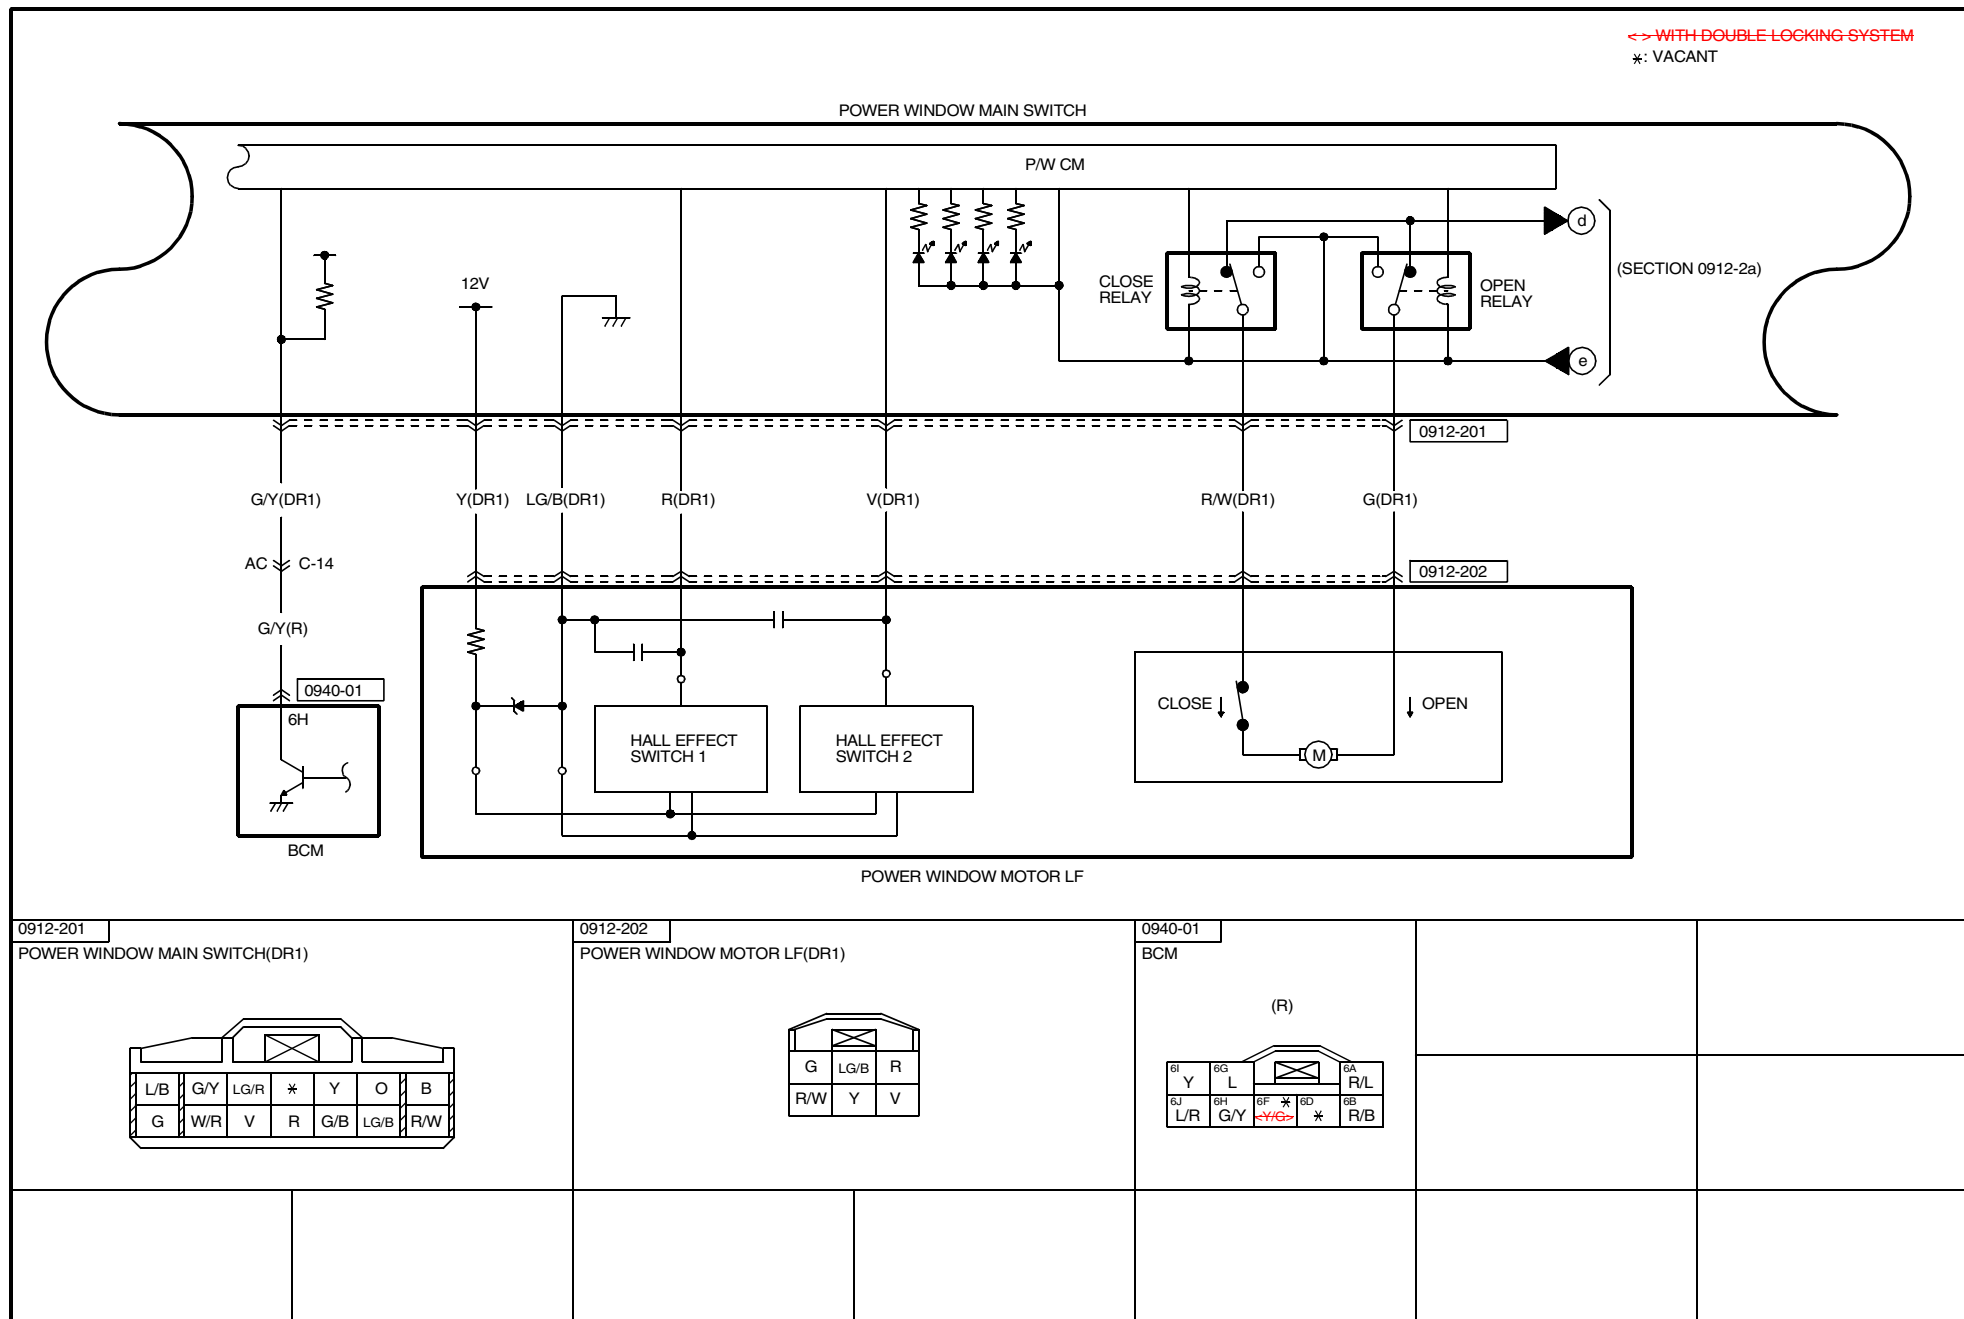 < > WITH DOUBLE LOCKING SYSTEM
*: VACANT
POWER WINDOW MAIN SWITCH
P/W CM
d
(SECTION 0912-2a)
12V
CLOSE
RELAY
OPEN
RELAY
e
0912-201
G/Y(DR1)
Y(DR1)
LG/B(DR1)
R(DR1)
V(DR1)
R/W(DR1)
G(DR1)
AC
C-14
0912-202
G/Y(R)
0940-01
6H
BCM
HALL EFFECT
SWITCH 1
HALL EFFECT
SWITCH 2
CLOSE
OPEN
M
POWER WINDOW MOTOR LF
0912-201
POWER WINDOW MAIN SWITCH(DR1)
L/B G/Y LG/R * Y O B
G W/R V R G/B LG/B R/W
0912-202
POWER WINDOW MOTOR LF(DR1)
G LG/B R
R/W Y V
0940-01
BCM
(R)
6I 6G 6A
Y L R/L
6J 6H 6F * 6D 6B
L/R G/Y <Y/G> * R/B